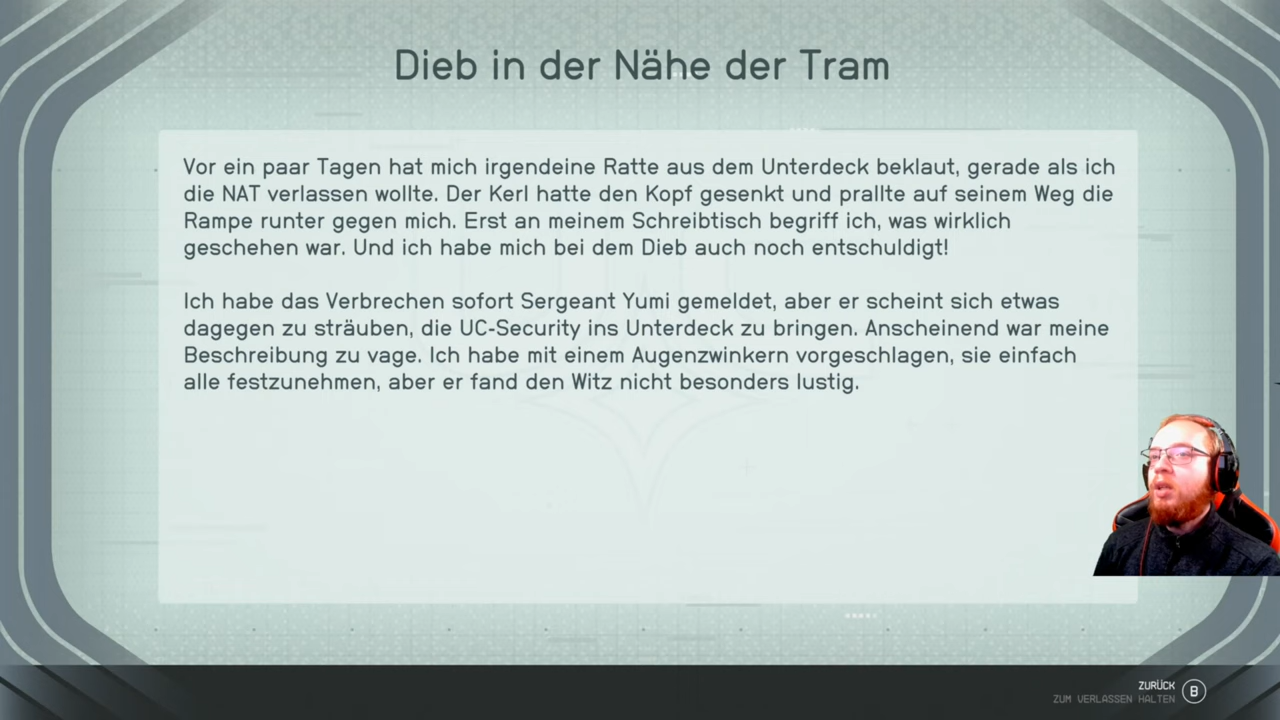 Dieb in der Nähe der Tram
Vor ein paar Tagen hat mich irgendeine Ratte aus dem Unterdeck beklaut, gerade als ich
die NAT verlassen wollte. Der Kerl hatte den Kopf gesenkt und prallte auf seinem Weg die
Rampe runter gegen mich. Erst an meinem Schreibtisch begriff ich, was wirklich
geschehen war. Und ich habe mich bei dem Dieb auch noch entschuldigt!
Ich habe das Verbrechen sofort Sergeant Yumi gemeldet, aber er scheint sich etwas
dagegen zu sträuben, die UC-Security ins Unterdeck zu bringen. Anscheinend war meine
Beschreibung zu vage. Ich habe mit einem Augenzwinkern vorgeschlagen, sie einfach
alle festzunehmen, aber er fand den Witz nicht besonders lustig.
ZURÜCK
ZUM VERLASSEN HALTEN
B